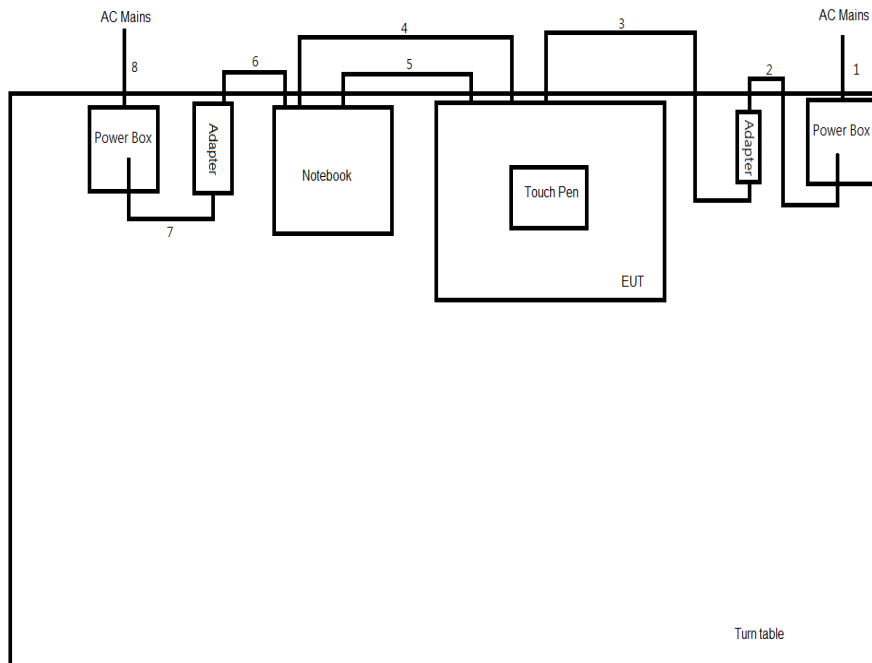 AC Mains
AC Mains
4
3
8
6
5
2
1
Power Box
Adapter
Notebook
Touch Pen
Adapter
Power Box
7
EUT
Turn table